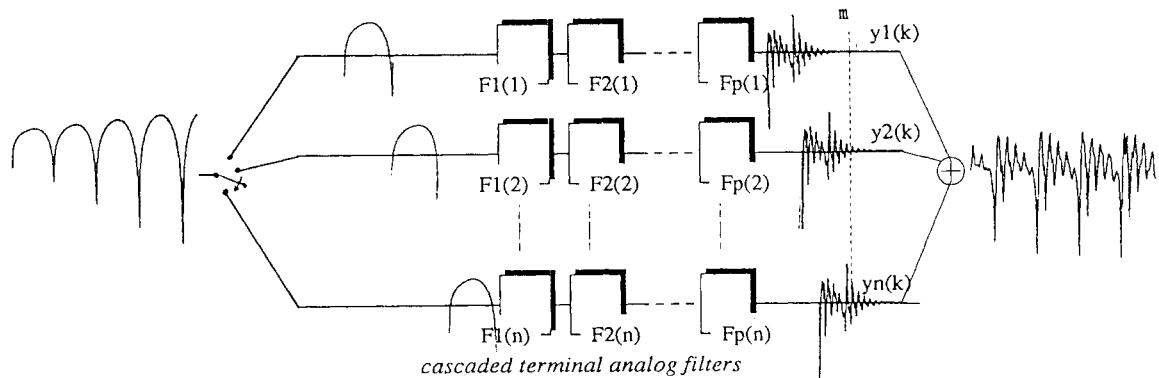 m
y1(k)
F1(1) F2(1) Fp(1)
y2(k)
F1(2) F2(2) Fp(2)
yn(k)
F1(n) F2(n) Fp(n)
cascaded terminal analog filters